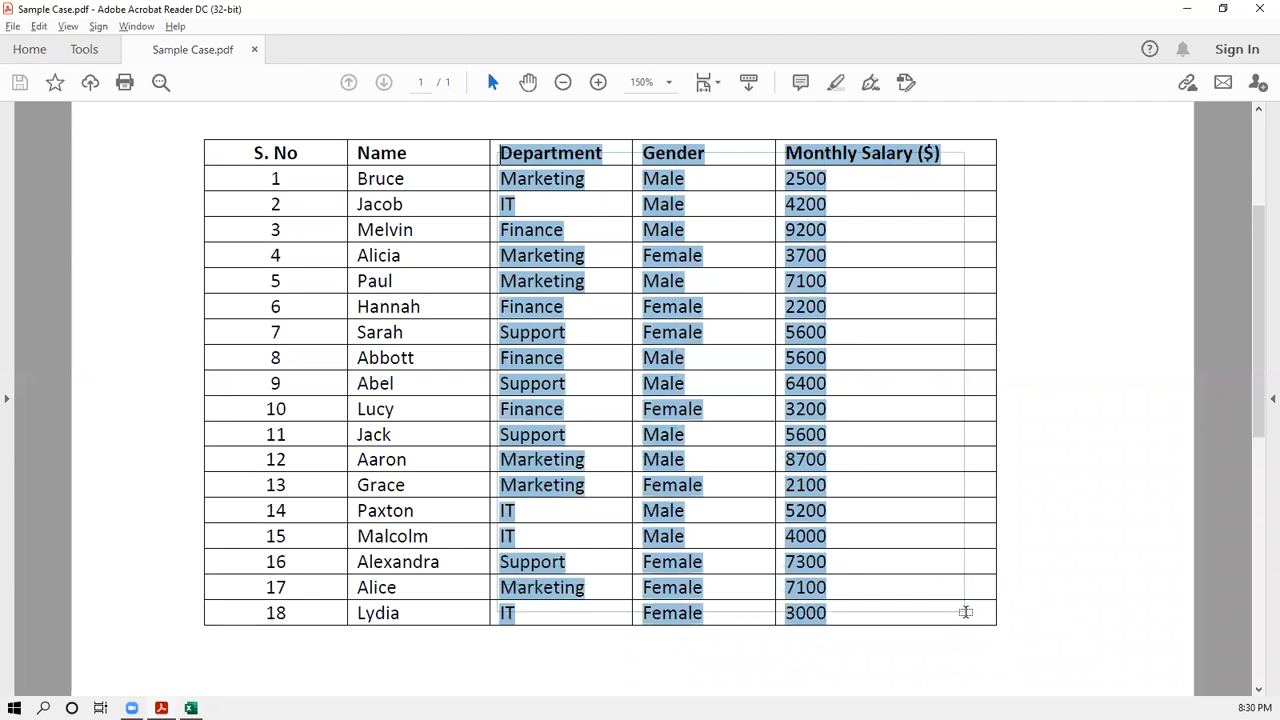 Sample Case.pdf - Adobe Acrobat Reader DC (32-bit)
File Edit View Sign Window Help
Home Tools Sample Case.pdf × Sign In
1 / 1 150%
S. No Name Department Gender Monthly Salary ($)
1 Bruce Marketing Male 2500
2 Jacob IT Male 4200
3 Melvin Finance Male 9200
4 Alicia Marketing Female 3700
5 Paul Marketing Male 7100
6 Hannah Finance Female 2200
7 Sarah Support Female 5600
8 Abbott Finance Male 5600
9 Abel Support Male 6400
10 Lucy Finance Female 3200
11 Jack Support Male 5600
12 Aaron Marketing Male 8700
13 Grace Marketing Female 2100
14 Paxton IT Male 5200
15 Malcolm IT Male 4000
16 Alexandra Support Female 7300
17 Alice Marketing Female 7100
18 Lydia IT Female 3000
8:30 PM